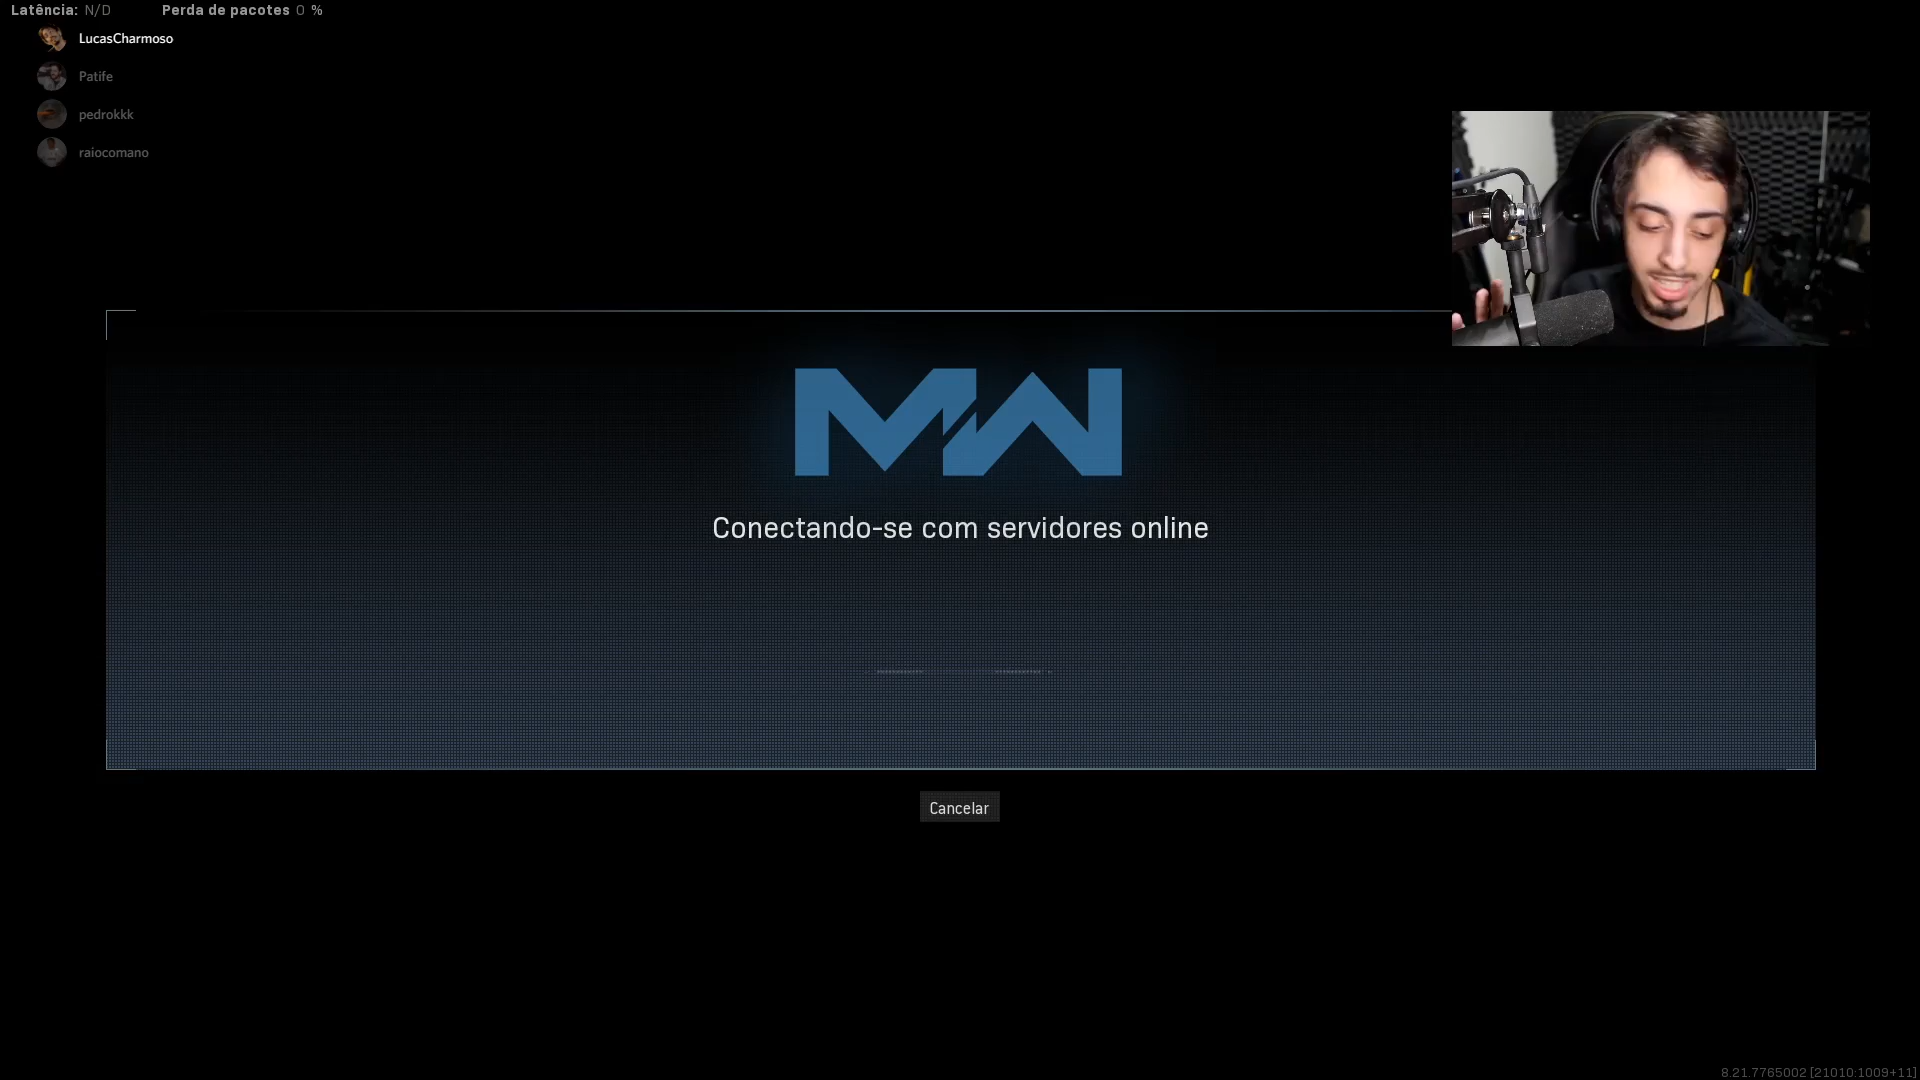 Latência: N/D Perda de pacotes 0 %
LucasCharmoso
Patife
pedrokkk
raiocomano
MW
Conectando-se com servidores online
Cancelar
8.21.7765002 [21010:1009+11]